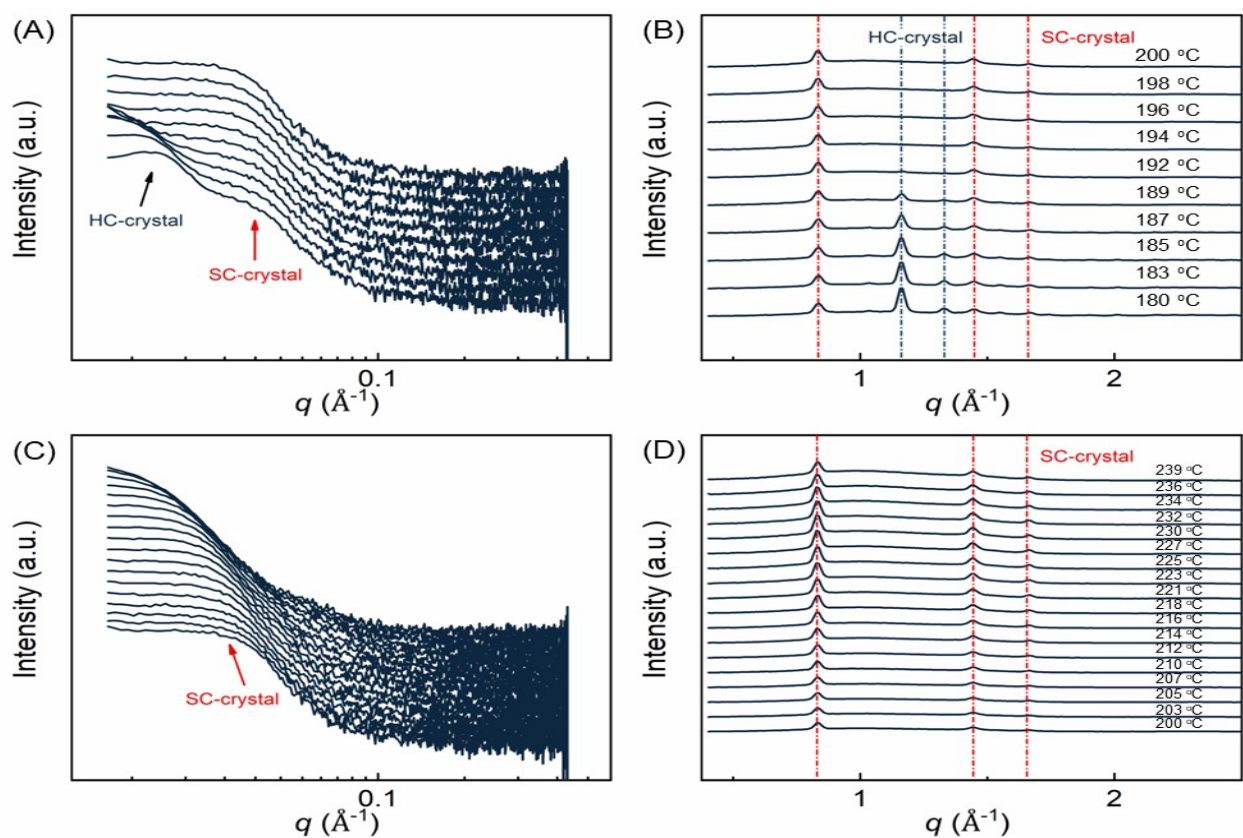 (A)
Intensity (a.u.)
HC-crystal
SC-crystal
0.1
q (Å-1)
(B)
Intensity (a.u.)
HC-crystal
SC-crystal
200 °C
198 °C
196 °C
194 °C
192 °C
189 °C
187 °C
185 °C
183 °C
180 °C
1
2
q (Å-1)
(C)
Intensity (a.u.)
SC-crystal
0.1
q (Å-1)
(D)
Intensity (a.u.)
SC-crystal
239 °C
236 °C
234 °C
232 °C
230 °C
227 °C
225 °C
223 °C
221 °C
218 °C
216 °C
214 °C
212 °C
210 °C
207 °C
205 °C
203 °C
200 °C
1
2
q (Å-1)